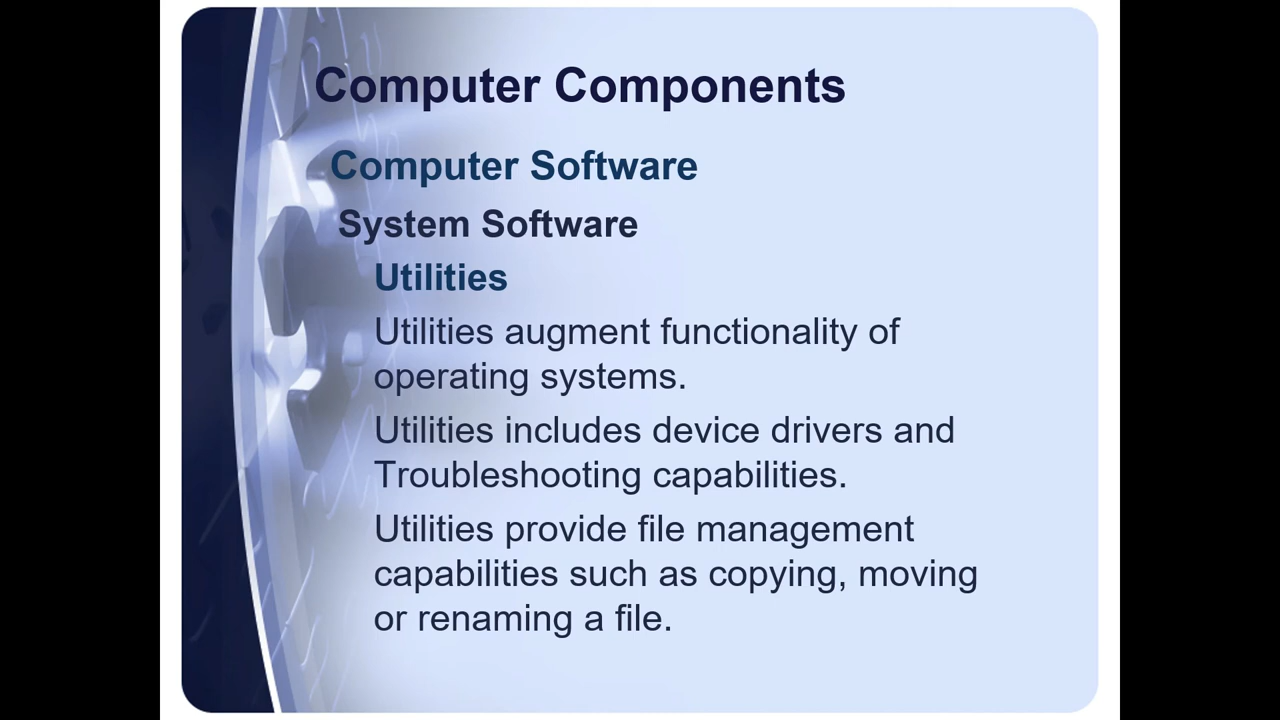 Computer Components
Computer Software
System Software
Utilities
Utilities augment functionality of
operating systems.
Utilities includes device drivers and
Troubleshooting capabilities.
Utilities provide file management
capabilities such as copying, moving
or renaming a file.